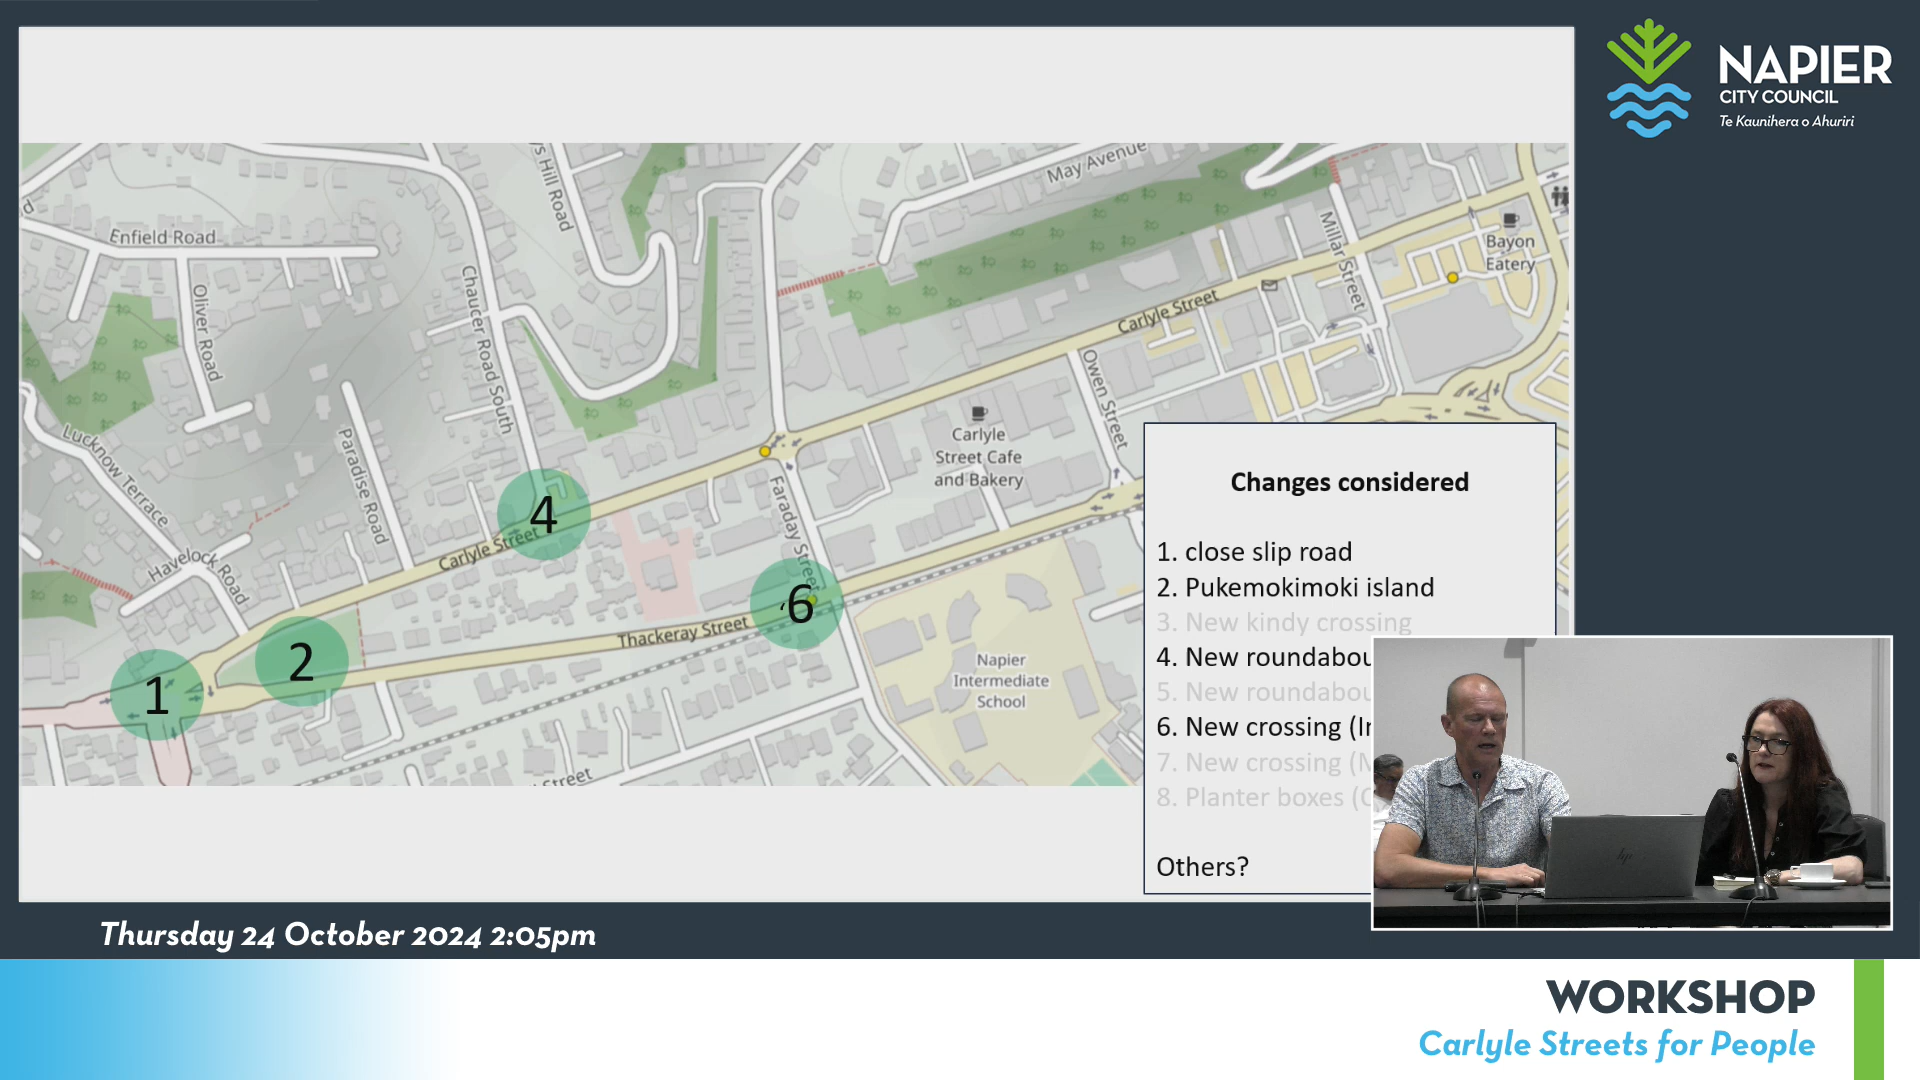 NAPIER
CITY COUNCIL
Te Kaunihera o Ahuriri
s Hill Road
May Avenue
Enfield Road
Oliver Road
Chaucer Road South
Millar Street
Bayon
Eatery
Carlyle Street
Owen Street
Lucknow Terrace
Paradise Road
Carlyle
Street Cafe
and Bakery
Faraday Street
4
Carlyle Street
Havelock Road
6
Thackeray Street
2
1
Napier
Intermediate
School
Street
Changes considered
1. close slip road
2. Pukemokimoki island
3. New kindy crossing
4. New roundabou
5. New roundabou
6. New crossing (
7. New crossing (
8. Planter boxes (
Others?
hp
Thursday 24 October 2024 2:05pm
WORKSHOP
Carlyle Streets for People